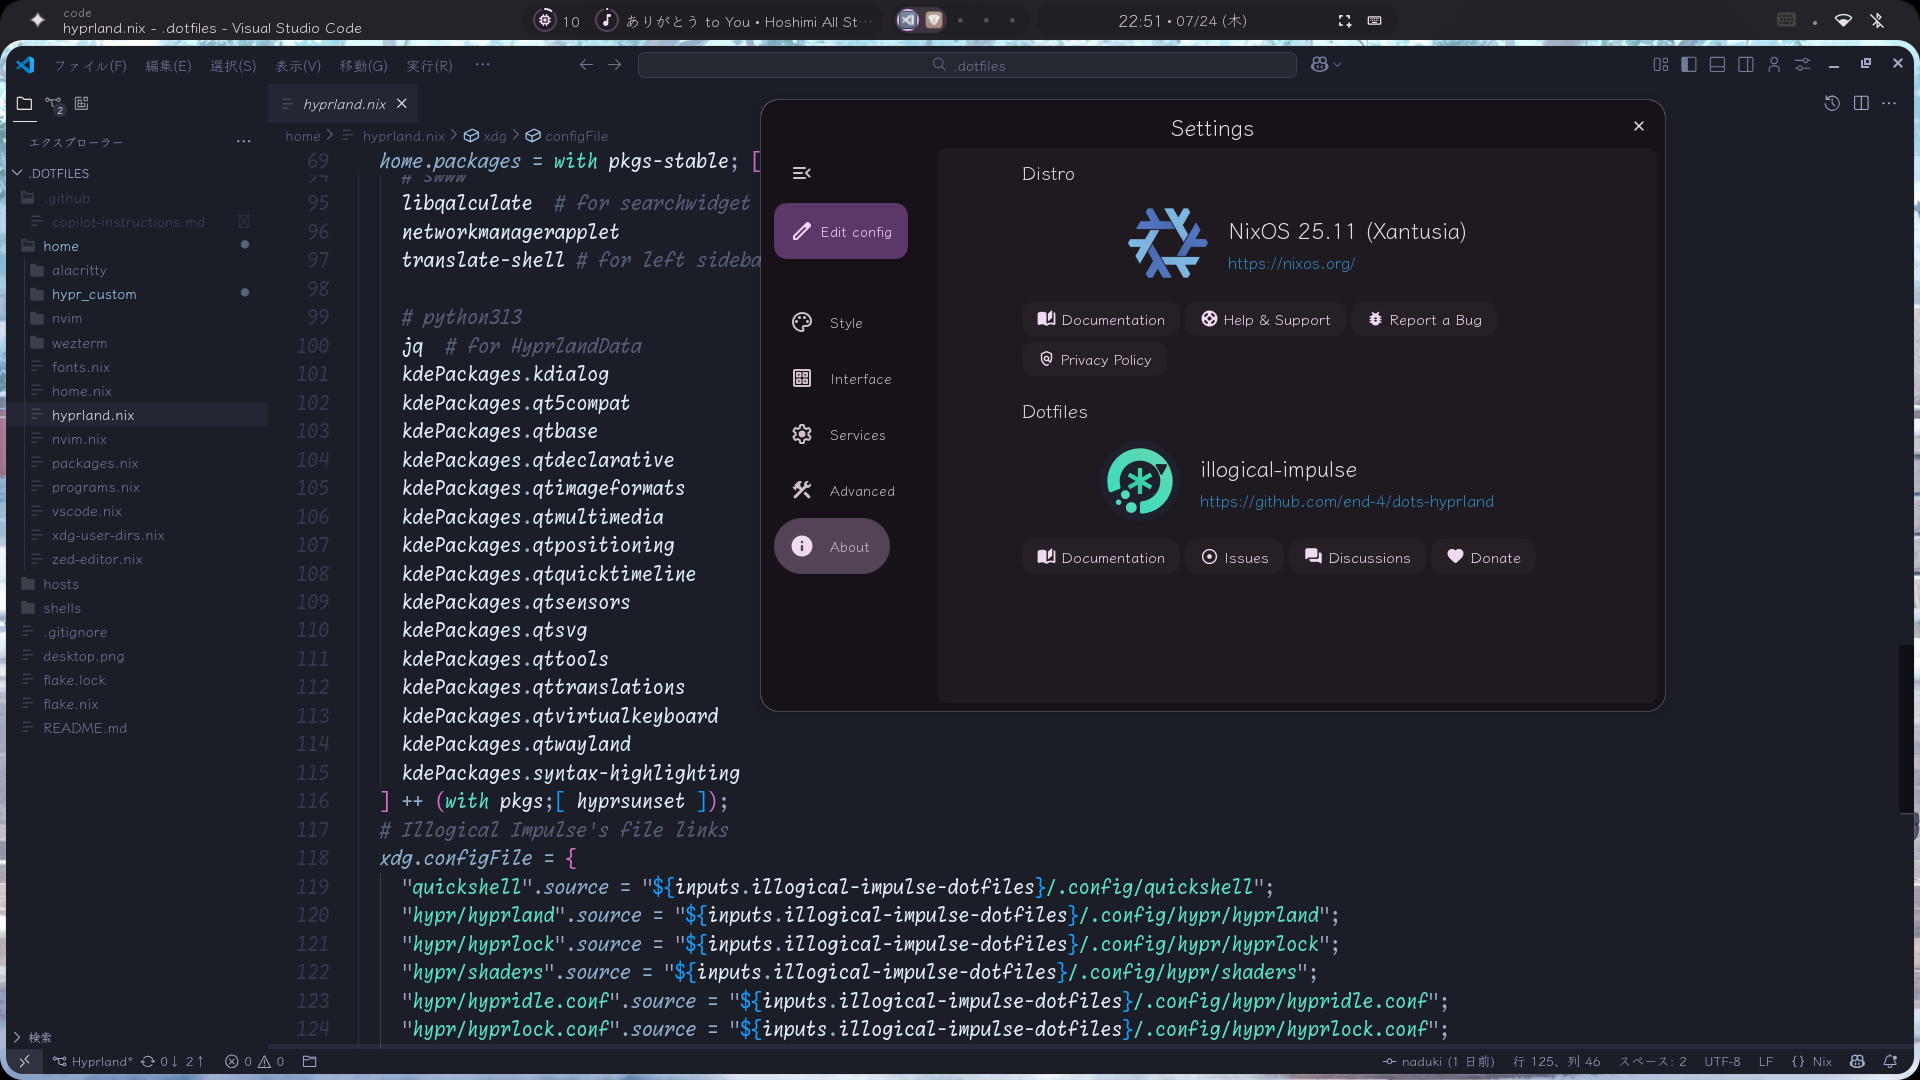 code
hyprland.nix - .dotfiles - Visual Studio Code
10
ありがとう to You • Hoshimi All St…
22:51 • 07/24 (木)
ファイル(F) 編集(E) 選択(S) 表示(V) 移動(G) 実行(R) …
.dotfiles
2
hyprland.nix
エクスプローラー
home > hyprland.nix > xdg > configFile
.DOTFILES
.github
copilot-instructions.md
home
alacritty
hypr_custom
nvim
wezterm
fonts.nix
home.nix
hyprland.nix
nvim.nix
packages.nix
programs.nix
vscode.nix
xdg-user-dirs.nix
zed-editor.nix
hosts
shells
.gitignore
desktop.png
flake.lock
flake.nix
README.md
検索
69 home.packages = with pkgs-stable; [
94 # swww
95 libqalculate # for searchwidget
96 networkmanagerapplet
97 translate-shell # for left sideba
98
99 # python313
100 jq # for HyprlandData
101 kdePackages.kdialog
102 kdePackages.qt5compat
103 kdePackages.qtbase
104 kdePackages.qtdeclarative
105 kdePackages.qtimageformats
106 kdePackages.qtmultimedia
107 kdePackages.qtpositioning
108 kdePackages.qtquicktimeline
109 kdePackages.qtsensors
110 kdePackages.qtsvg
111 kdePackages.qttools
112 kdePackages.qttranslations
113 kdePackages.qtvirtualkeyboard
114 kdePackages.qtwayland
115 kdePackages.syntax-highlighting
116 ] ++ (with pkgs;[ hyprsunset ]);
117 # Illogical Impulse's file links
118 xdg.configFile = {
119 "quickshell".source = "${inputs.illogical-impulse-dotfiles}/.config/quickshell";
120 "hypr/hyprland".source = "${inputs.illogical-impulse-dotfiles}/.config/hypr/hyprland";
121 "hypr/hyprlock".source = "${inputs.illogical-impulse-dotfiles}/.config/hypr/hyprlock";
122 "hypr/shaders".source = "${inputs.illogical-impulse-dotfiles}/.config/hypr/shaders";
123 "hypr/hypridle.conf".source = "${inputs.illogical-impulse-dotfiles}/.config/hypr/hypridle.conf";
124 "hypr/hyprlock.conf".source = "${inputs.illogical-impulse-dotfiles}/.config/hypr/hyprlock.conf";
Settings
Edit config
Style
Interface
Services
Advanced
About
Distro
NixOS 25.11 (Xantusia)
https://nixos.org/
Documentation
Help & Support
Report a Bug
Privacy Policy
Dotfiles
illogical-impulse
https://github.com/end-4/dots-hyprland
Documentation
Issues
Discussions
Donate
Hyprland* 0↓ 2↑ 0 0
naduki (1 日前) 行 125、列 46 スペース: 2 UTF-8 LF {} Nix